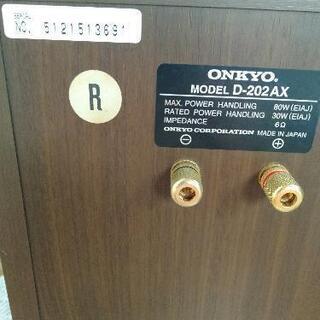 SERIAL
NO. 5121513691
R
ONKYO®
MODEL D-202AX
MAX. POWER HANDLING 80W(EIAJ)
RATED POWER HANDLING 30W(EIAJ)
IMPEDANCE 6Ω
ONKYO CORPORATION MADE IN JAPAN
⊖ ⊕